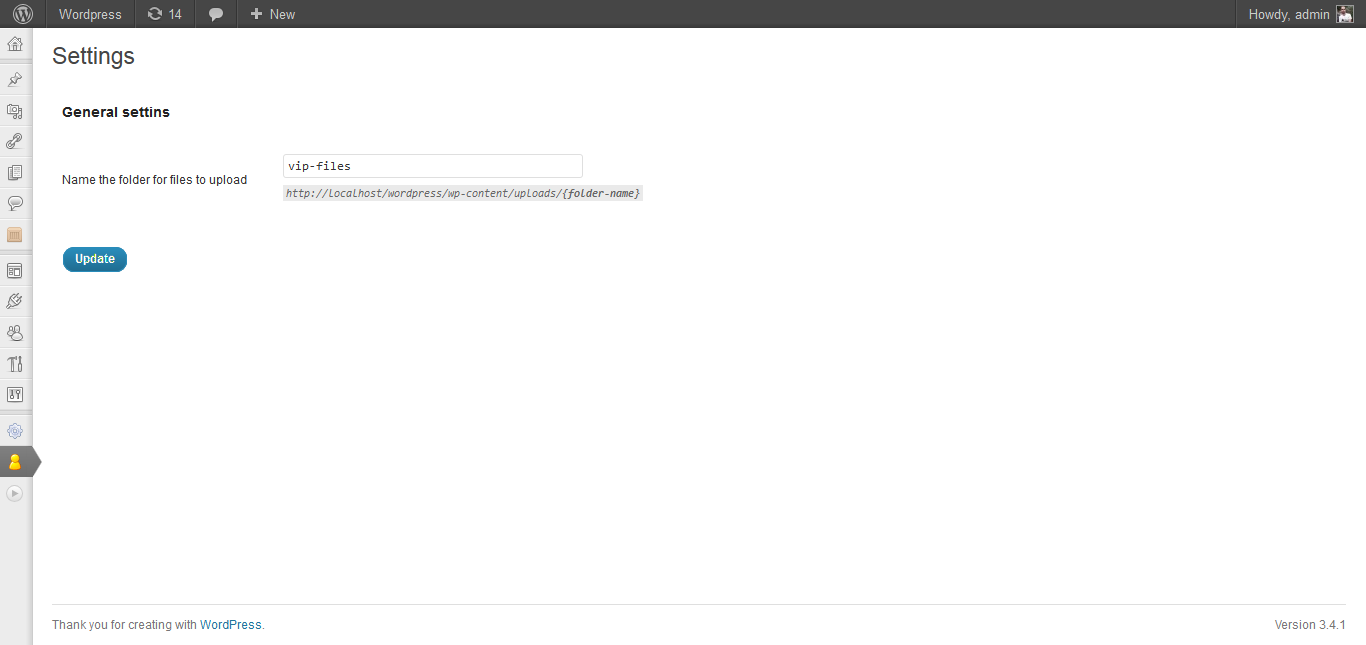 Wordpress 14 New Howdy, admin
Settings
General settins
Name the folder for files to upload
vip-files
http://localhost/wordpress/wp-content/uploads/{folder-name}
Update
Thank you for creating with WordPress.
Version 3.4.1